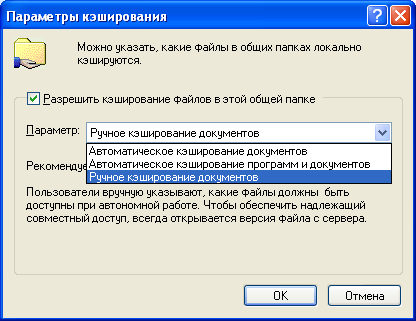 Параметры кэширования
Можно указать, какие файлы в общих папках локально
кэшируются.
Разрешить кэширование файлов в этой общей папке
Параметр: Ручное кэширование документов
Автоматическое кэширование документов
Автоматическое кэширование программ и документов
Рекомендуе
Ручное кэширование документов
Пользователи вручную указывают, какие файлы должны быть
доступны при автономной работе. Чтобы обеспечить надлежащий
совместный доступ, всегда открывается версия файла с сервера.
OK Отмена